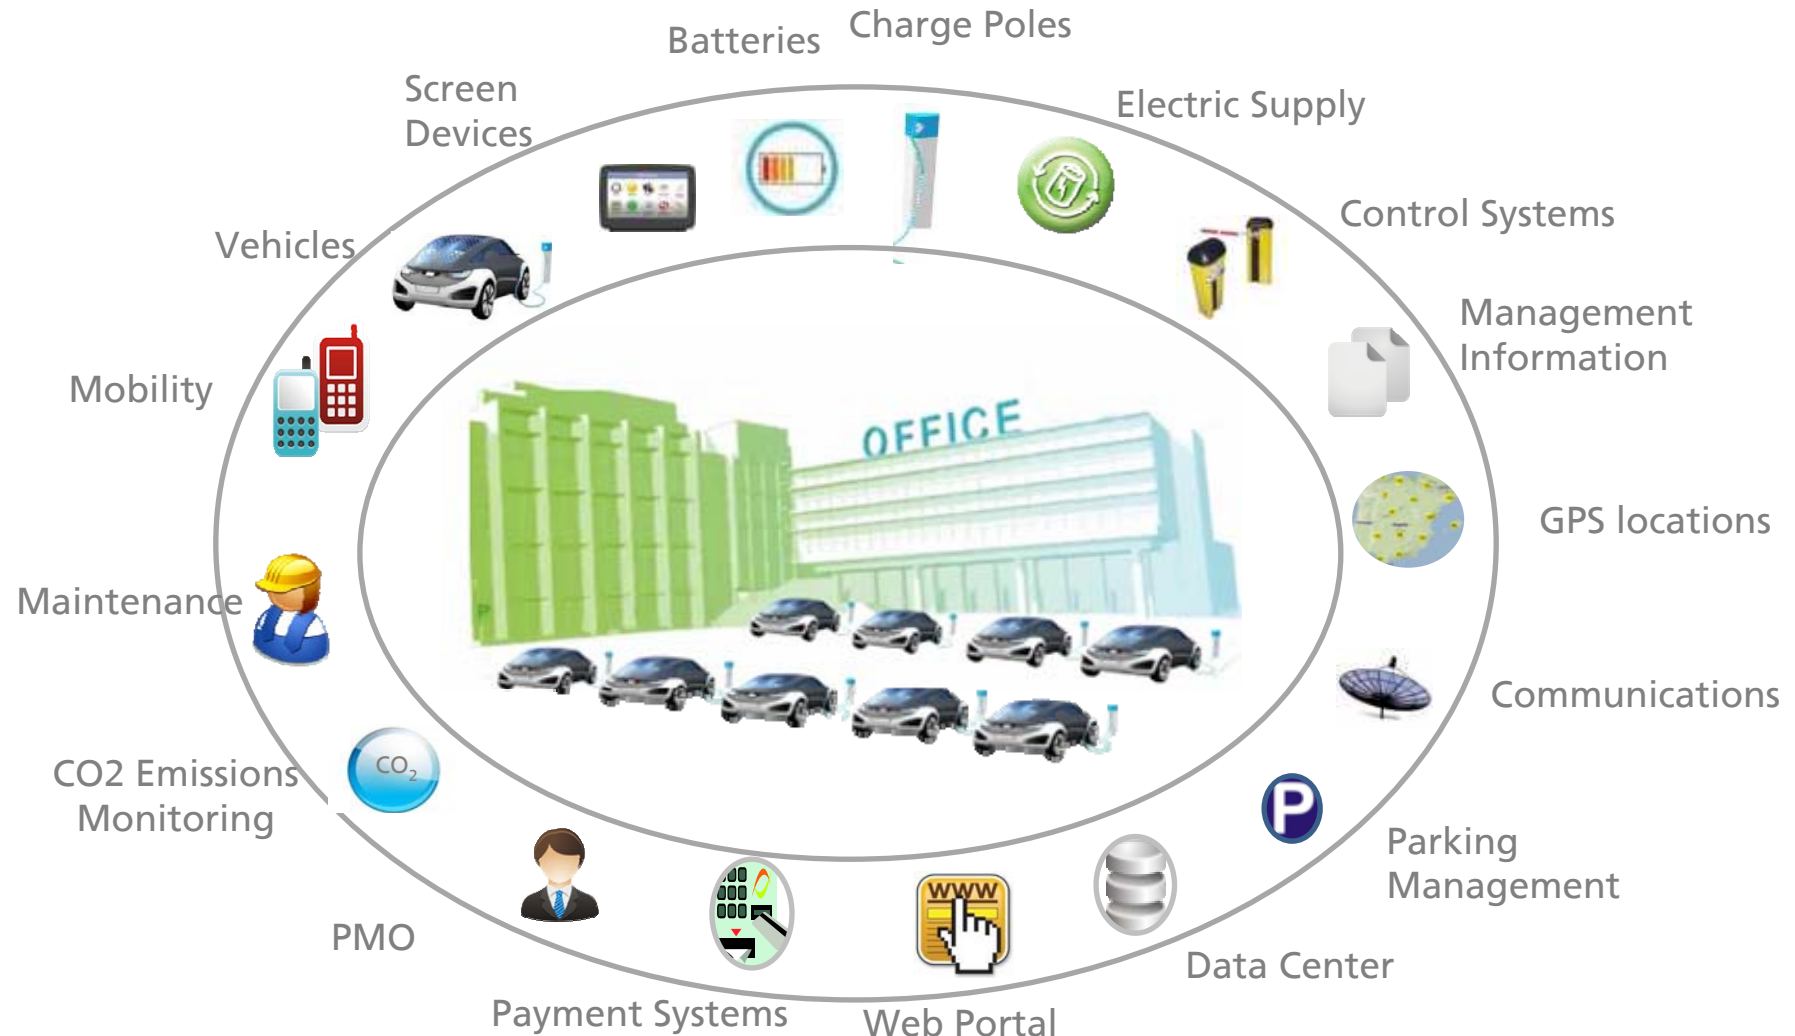 Charge Poles
Batteries
Screen
Devices
Electric Supply
Vehicles
Control Systems
Mobility
Management
Information
OFFICE
GPS locations
Maintenance
Communications
CO2 Emissions
Monitoring
CO2
P
Parking
Management
WWW
PMO
Data Center
Payment Systems
Web Portal